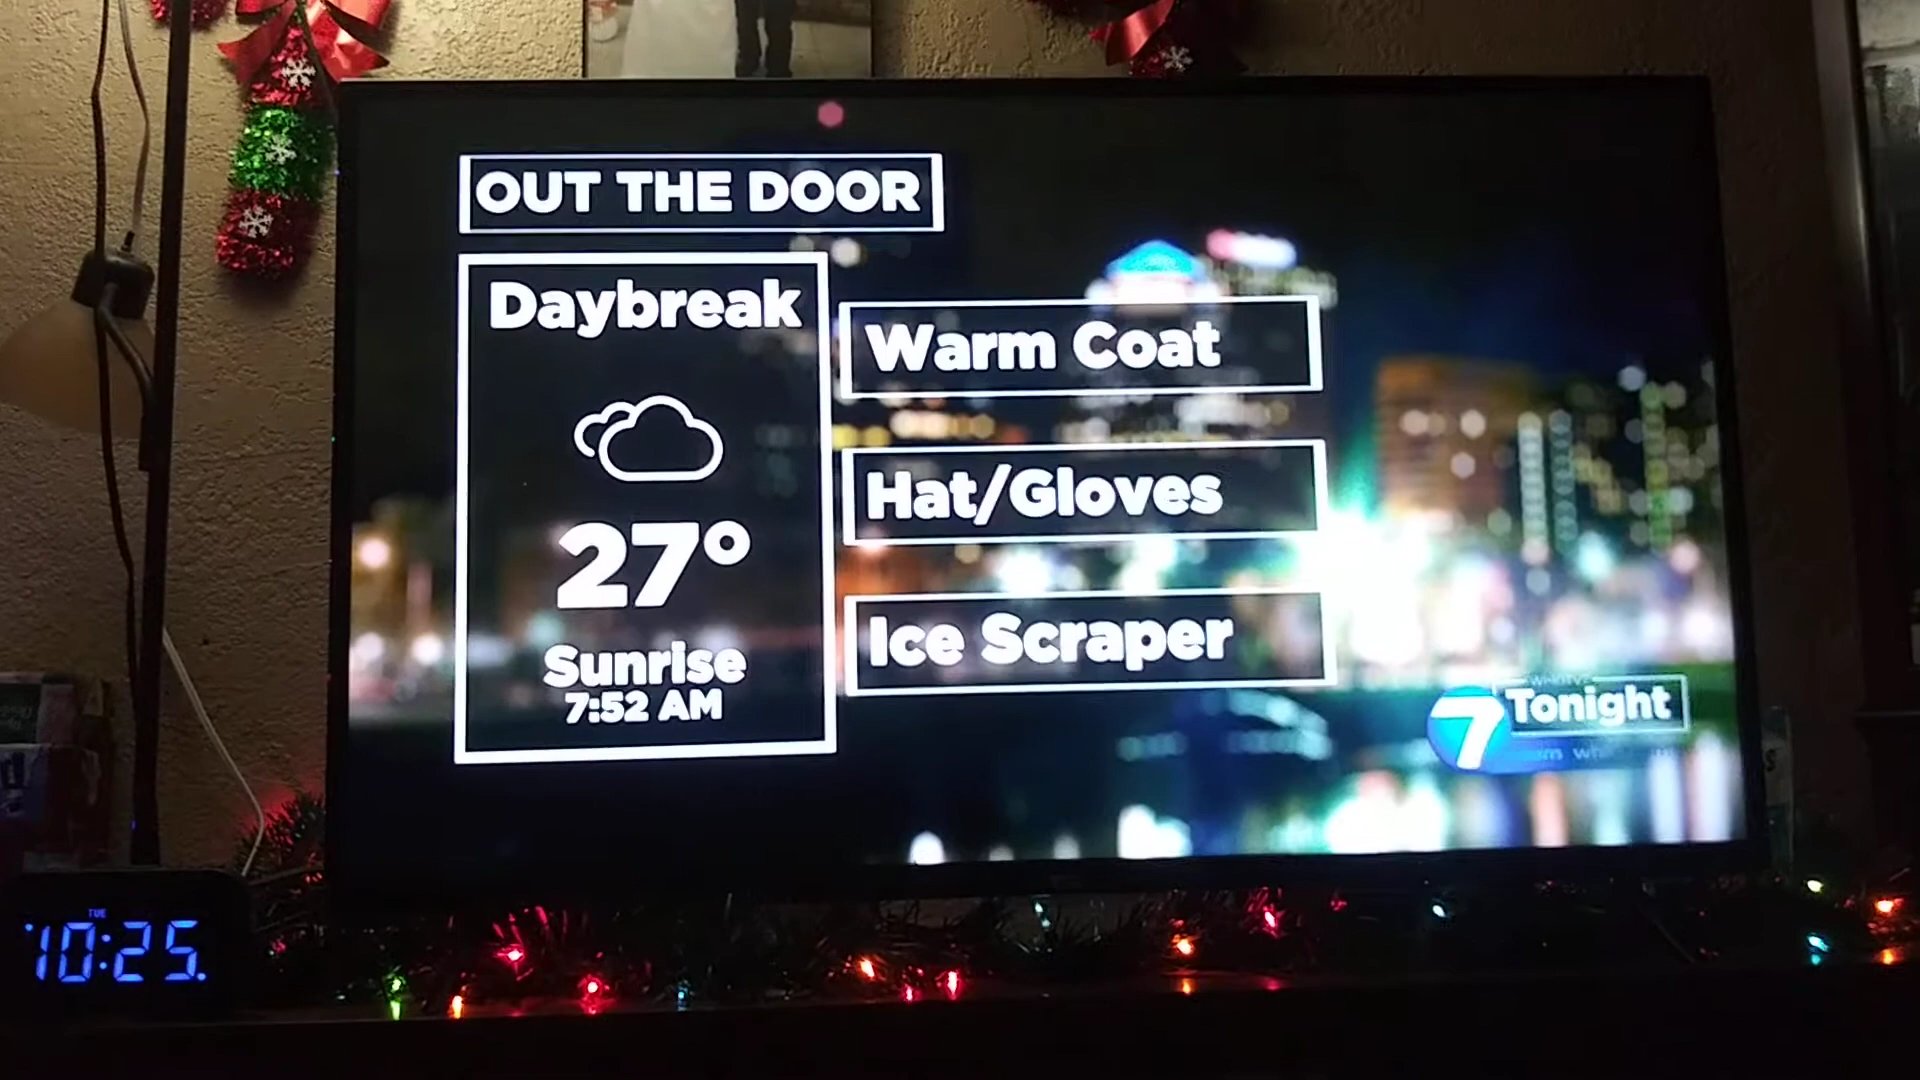 OUT THE DOOR
Daybreak
27°
Sunrise
7:52 AM
Warm Coat
Hat/Gloves
Ice Scraper
7 Tonight
TUE
10:25